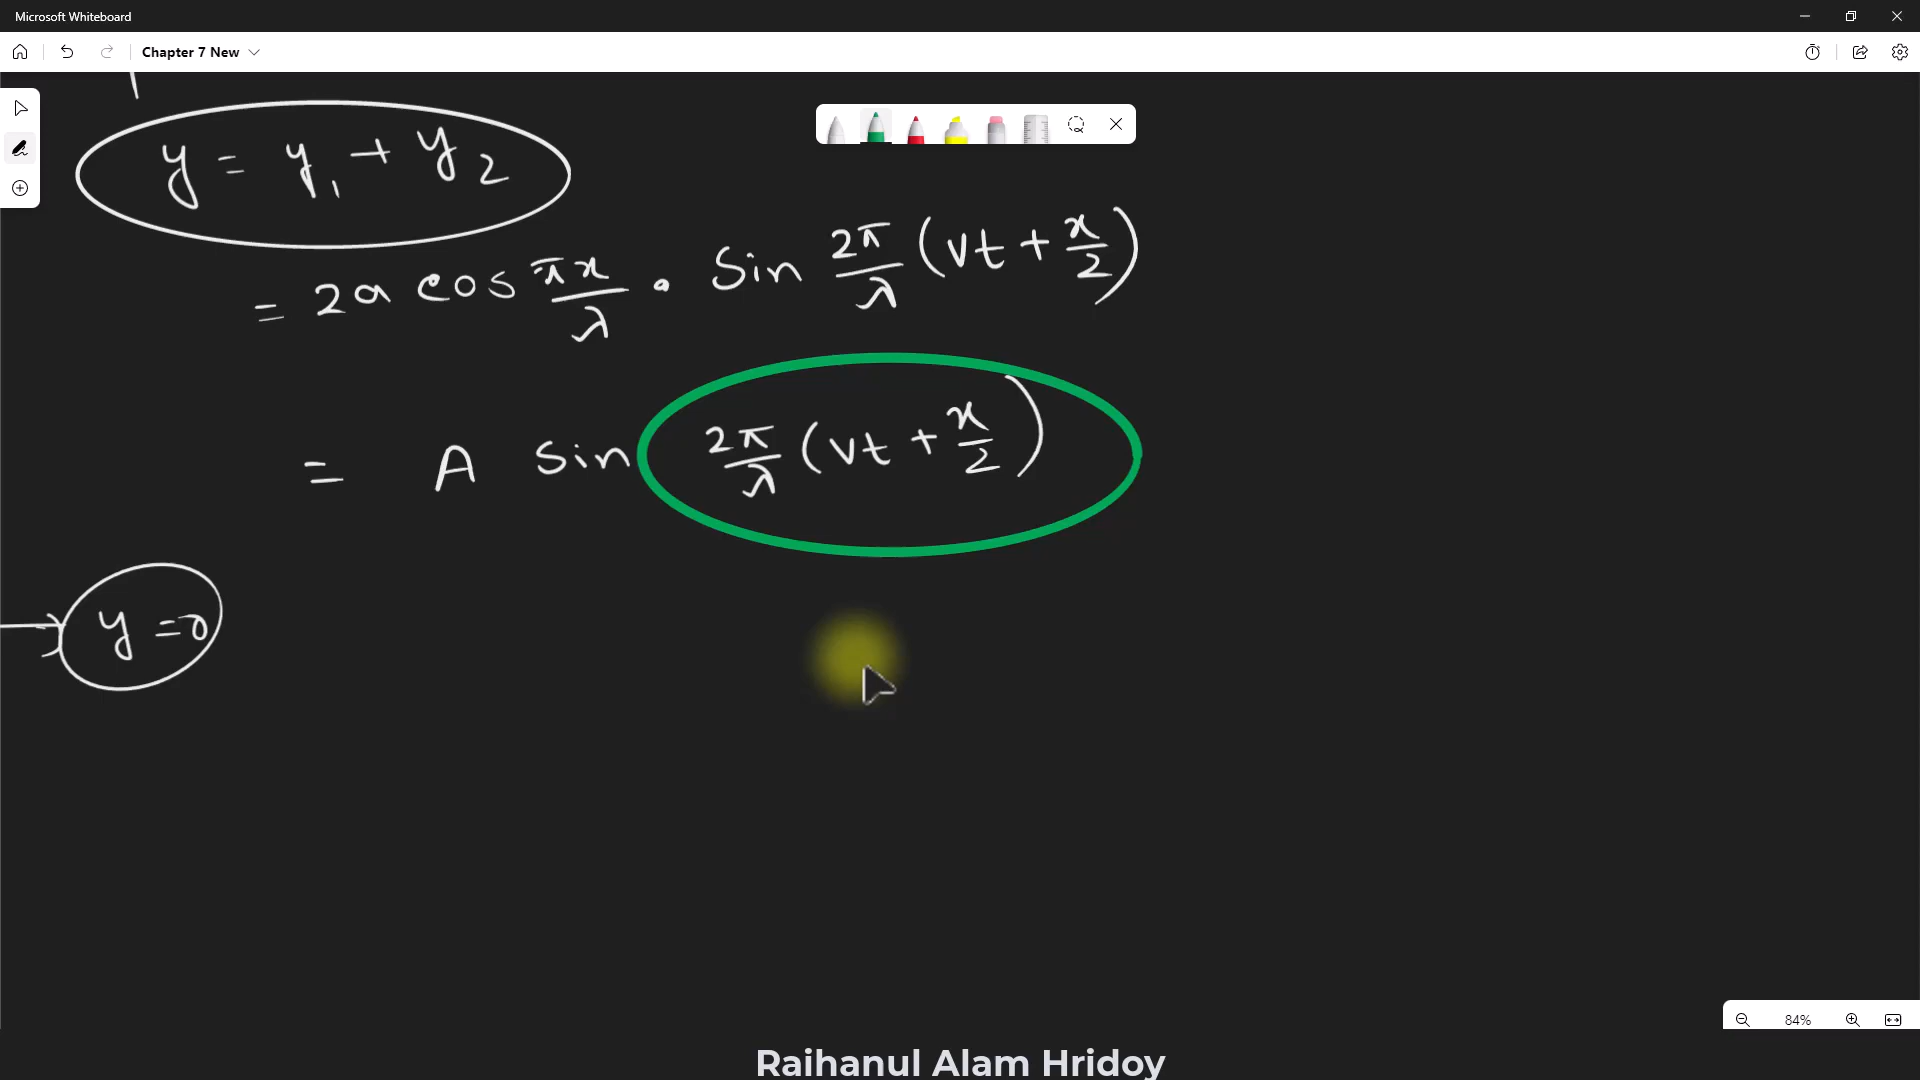 Microsoft Whiteboard
Chapter 7 New
y = y₁ + y₂
= 2a cos πx/λ · Sin 2π/λ (vt + x/2)
= A Sin 2π/λ (vt + x/2)
y = 0
84%
Raihanul Alam Hridoy